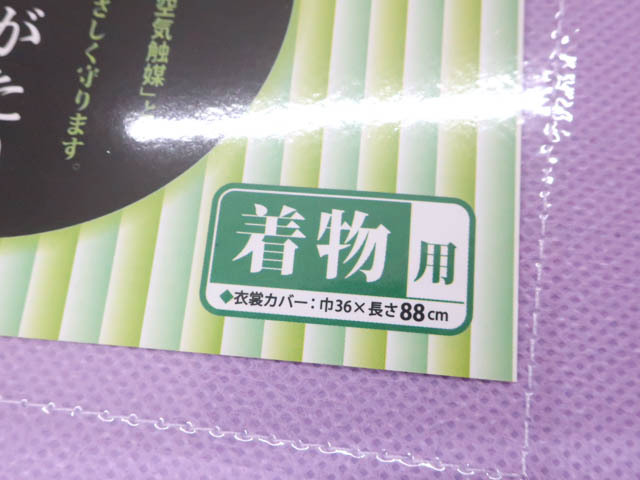 空気触媒」と
さしく守ります。
がた
着物用
◆衣裳カバー：巾36×長さ88cm